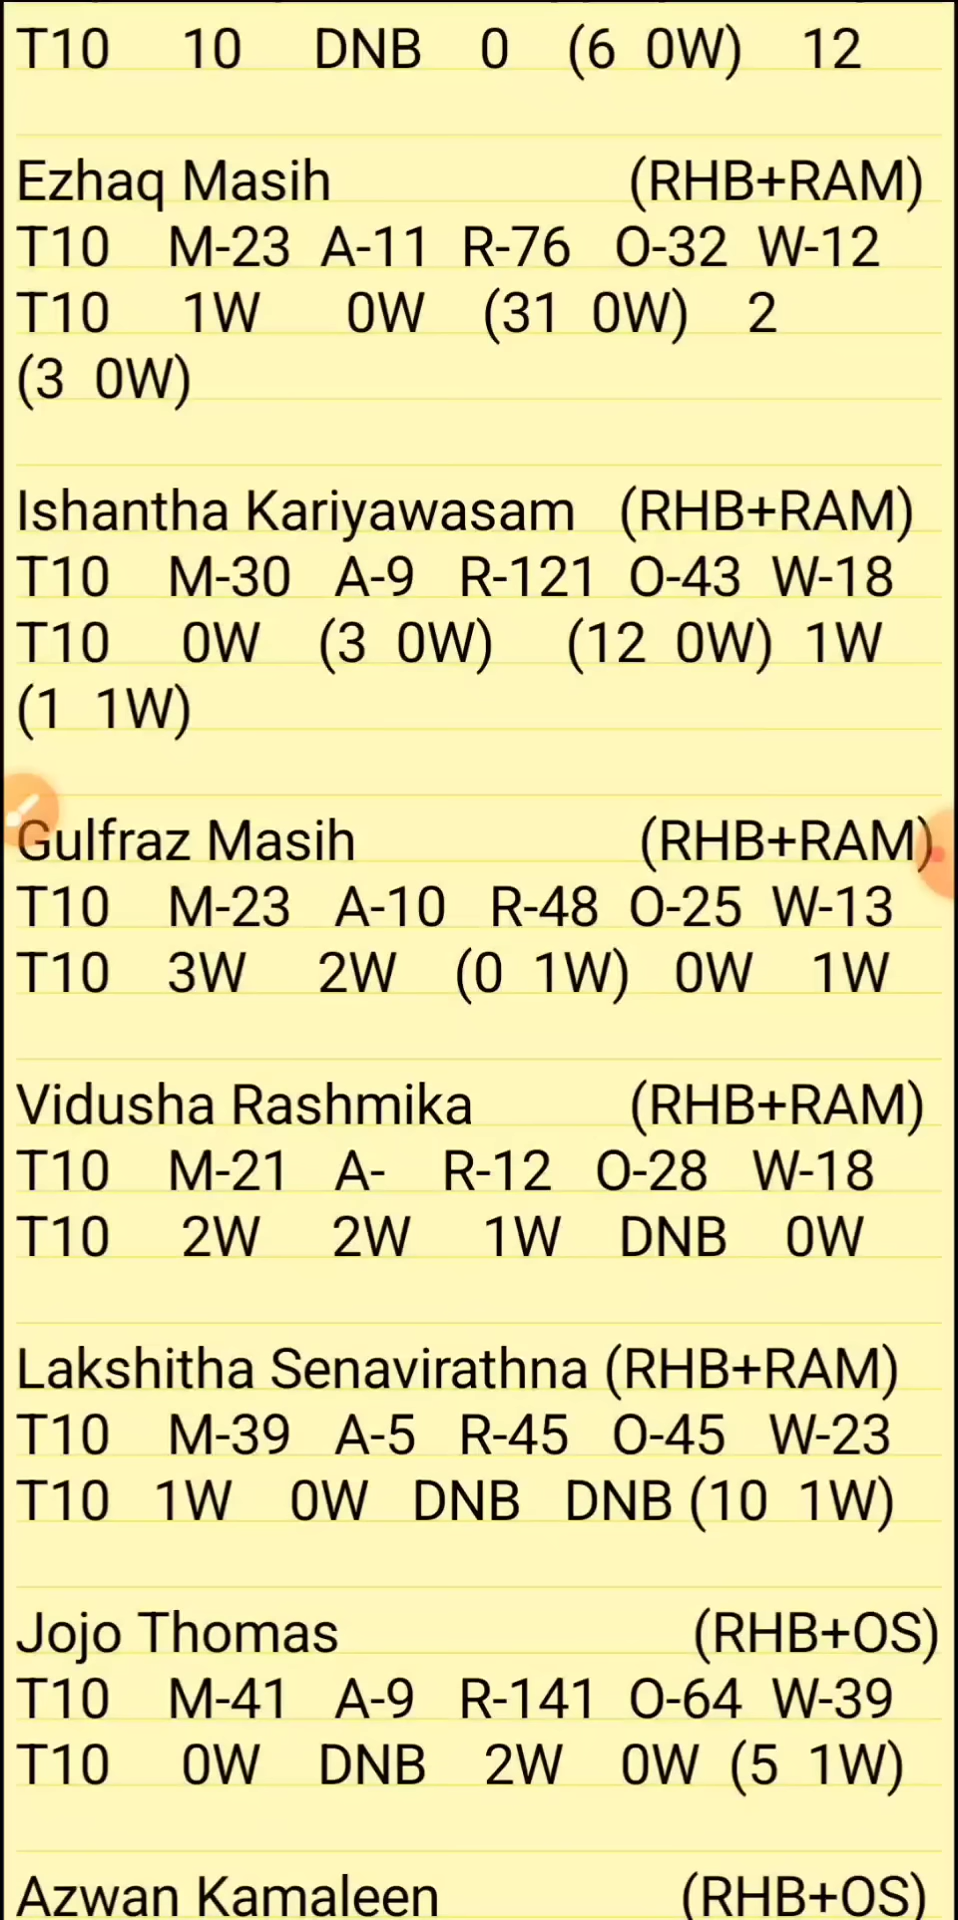 T10 10 DNB 0 (6 0W) 12
Ezhaq Masih (RHB+RAM)
T10 M-23 A-11 R-76 O-32 W-12
T10 1W 0W (31 0W) 2
(3 0W)
Ishantha Kariyawasam (RHB+RAM)
T10 M-30 A-9 R-121 O-43 W-18
T10 0W (3 0W) (12 0W) 1W
(1 1W)
Gulfraz Masih (RHB+RAM)
T10 M-23 A-10 R-48 O-25 W-13
T10 3W 2W (0 1W) 0W 1W
Vidusha Rashmika (RHB+RAM)
T10 M-21 A- R-12 O-28 W-18
T10 2W 2W 1W DNB 0W
Lakshitha Senavirathna (RHB+RAM)
T10 M-39 A-5 R-45 O-45 W-23
T10 1W 0W DNB DNB (10 1W)
Jojo Thomas (RHB+OS)
T10 M-41 A-9 R-141 O-64 W-39
T10 0W DNB 2W 0W (5 1W)
Azwan Kamaleen (RHB+OS)